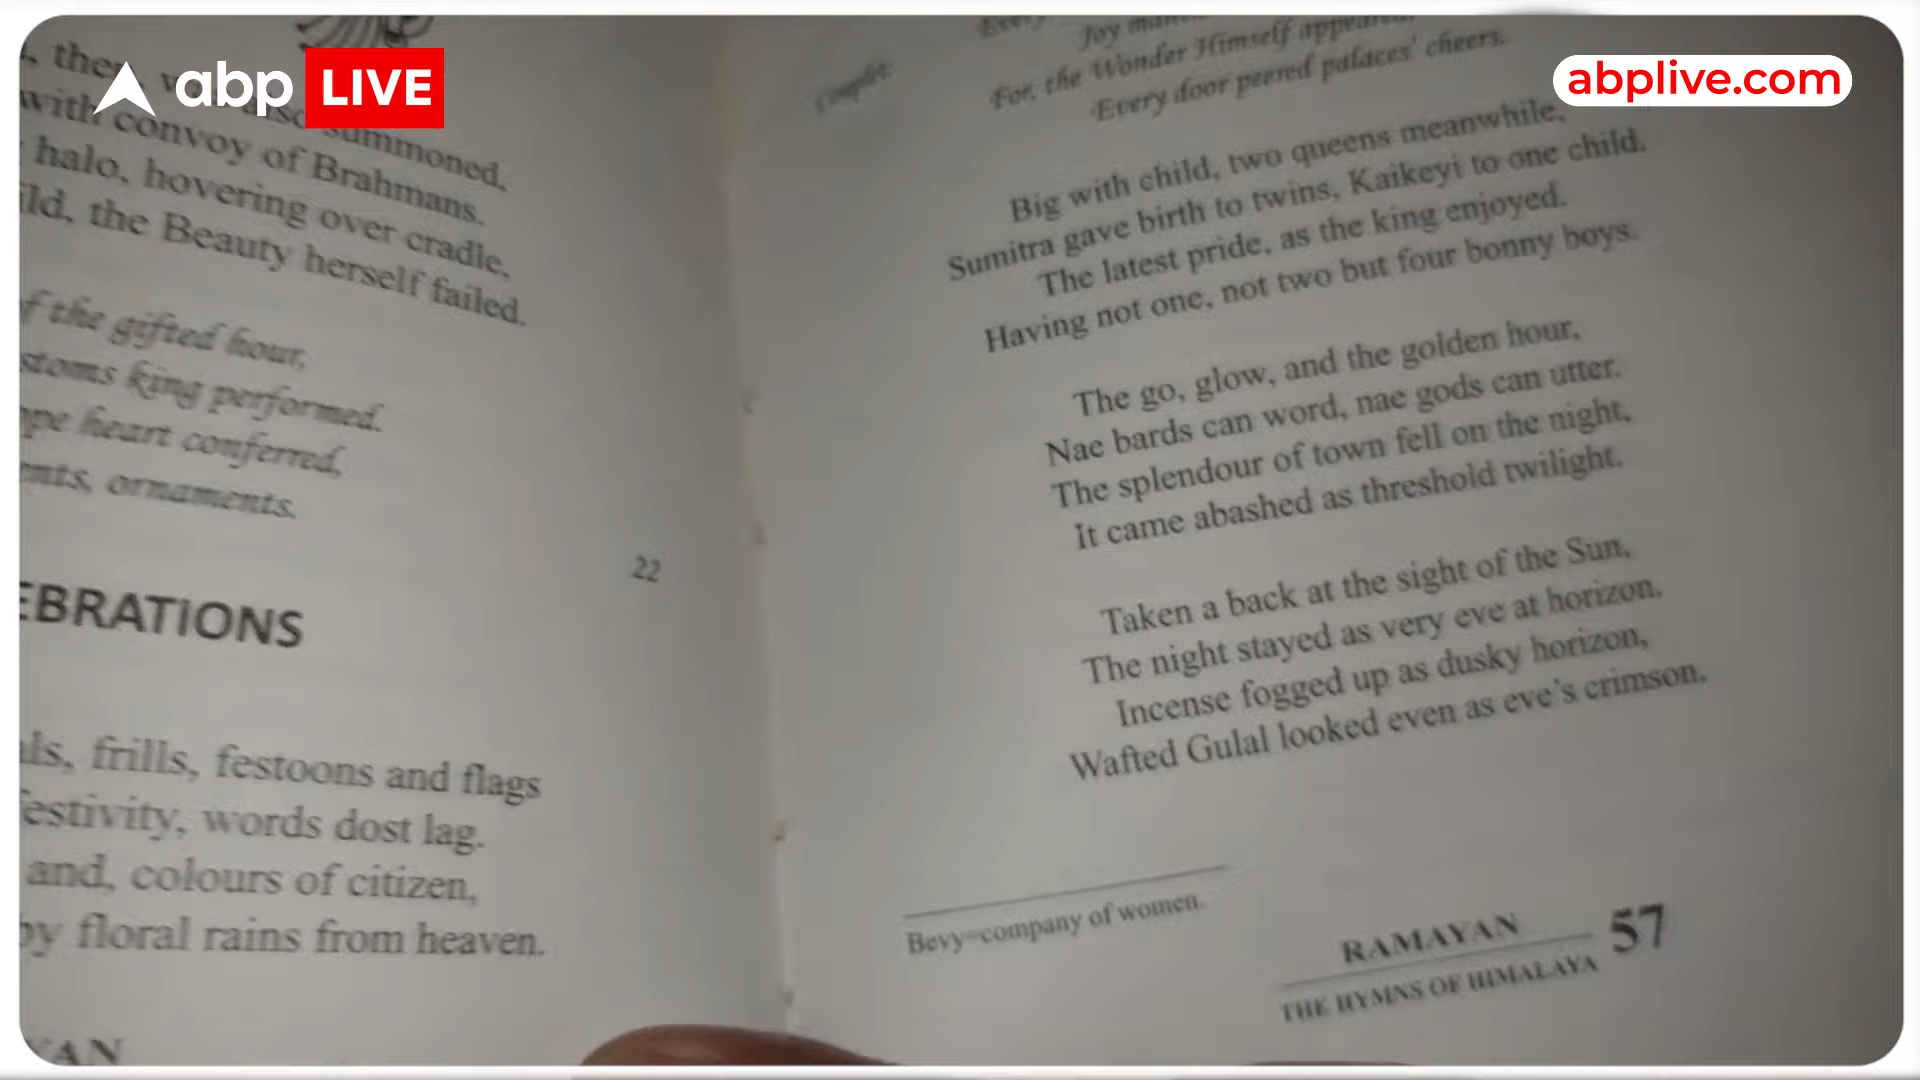 abp LIVE
abplive.com
summoned,
with convoy of Brahmans.
halo, hovering over cradle,
the Beauty herself failed.
of the gifted hour,
king performed.
heart conferred,
ornaments.
22
EBRATIONS
frills, festoons and flags
words dost lag.
and, colours of citizen,
by floral rains from heaven.
YAN
Every
Joy
For, the Wonder Himself appeared,
Every door peered palaces' cheers.
Couplet:
Big with child, two queens meanwhile,
Sumitra gave birth to twins, Kaikeyi to one child.
The latest pride, as the king enjoyed.
Having not one, not two but four bonny boys.
The go, glow, and the golden hour,
Nae bards can word, nae gods can utter.
The splendour of town fell on the night,
It came abashed as threshold twilight.
Taken a back at the sight of the Sun,
The night stayed as very eve at horizon.
Incense fogged up as dusky horizon,
Wafted Gulal looked even as eve's crimson.
Bevy=company of women.
RAMAYAN 57
THE HYMNS OF HIMALAYA